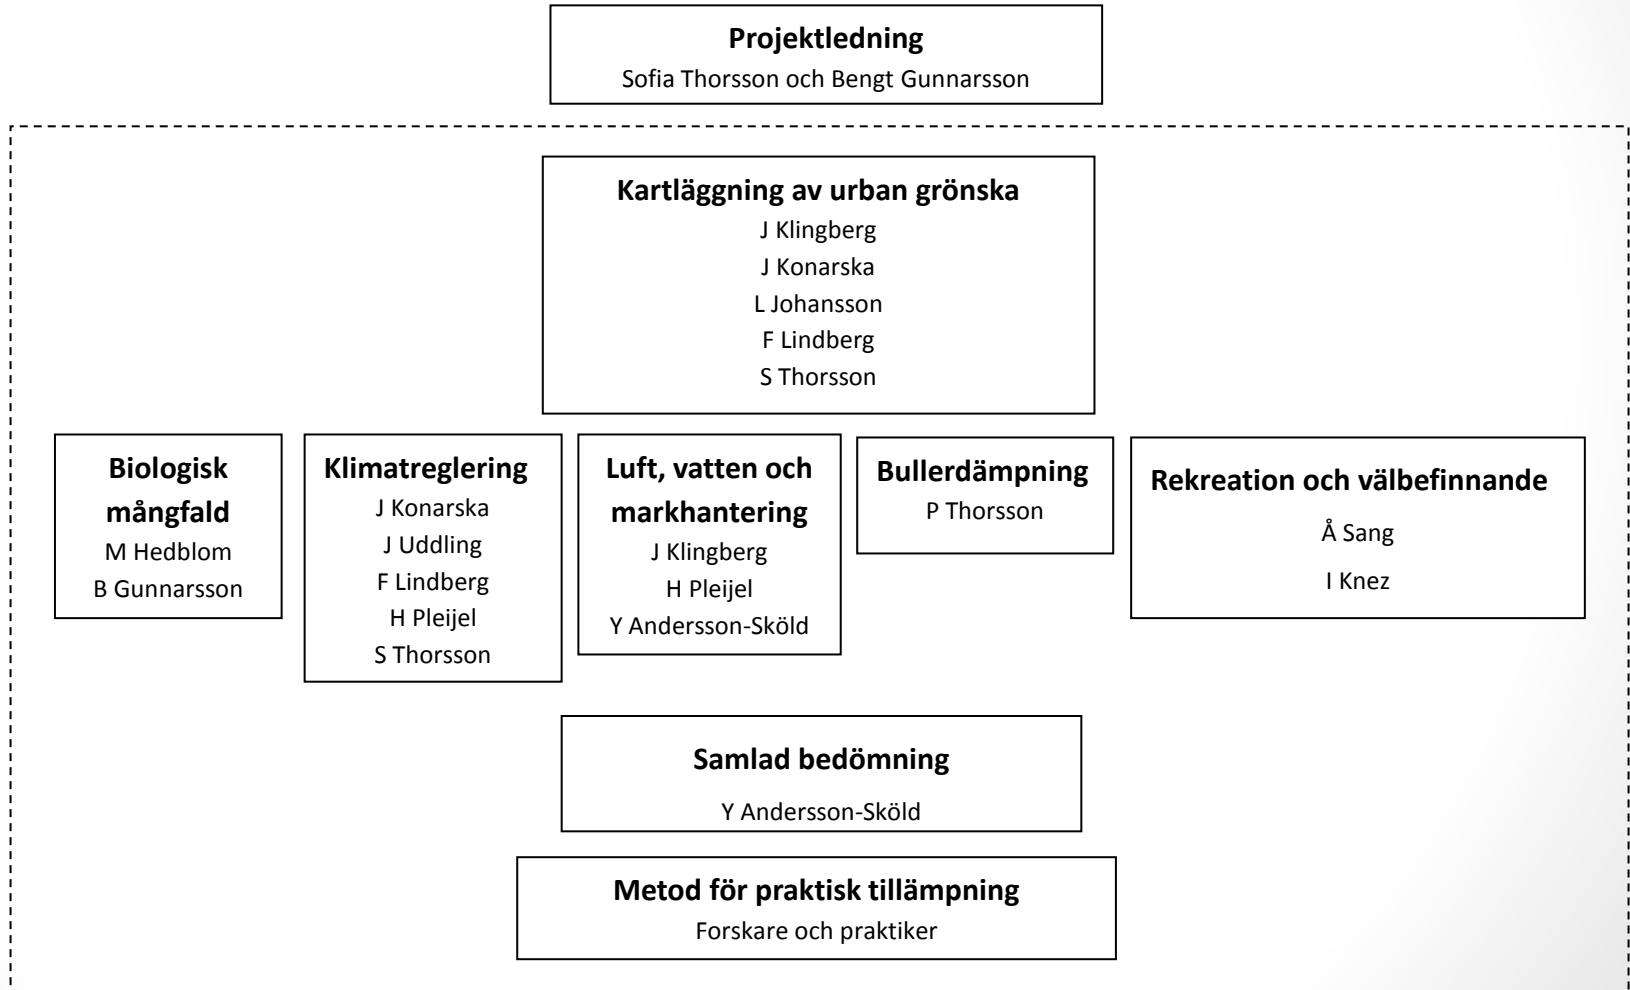 Projektledning
Sofia Thorsson och Bengt Gunnarsson
Kartläggning av urban grönska
J Klingberg
J Konarska
L Johansson
F Lindberg
S Thorsson
Biologisk
mångfald
M Hedblom
B Gunnarsson
Klimatreglering
J Konarska
J Uddling
F Lindberg
H Pleijel
S Thorsson
Luft, vatten och
markhantering
J Klingberg
H Pleijel
Y Andersson-Sköld
Bullerdämpning
P Thorsson
Rekreation och välbefinnande
Å Sang
I Knez
Samlad bedömning
Y Andersson-Sköld
Metod för praktisk tillämpning
Forskare och praktiker